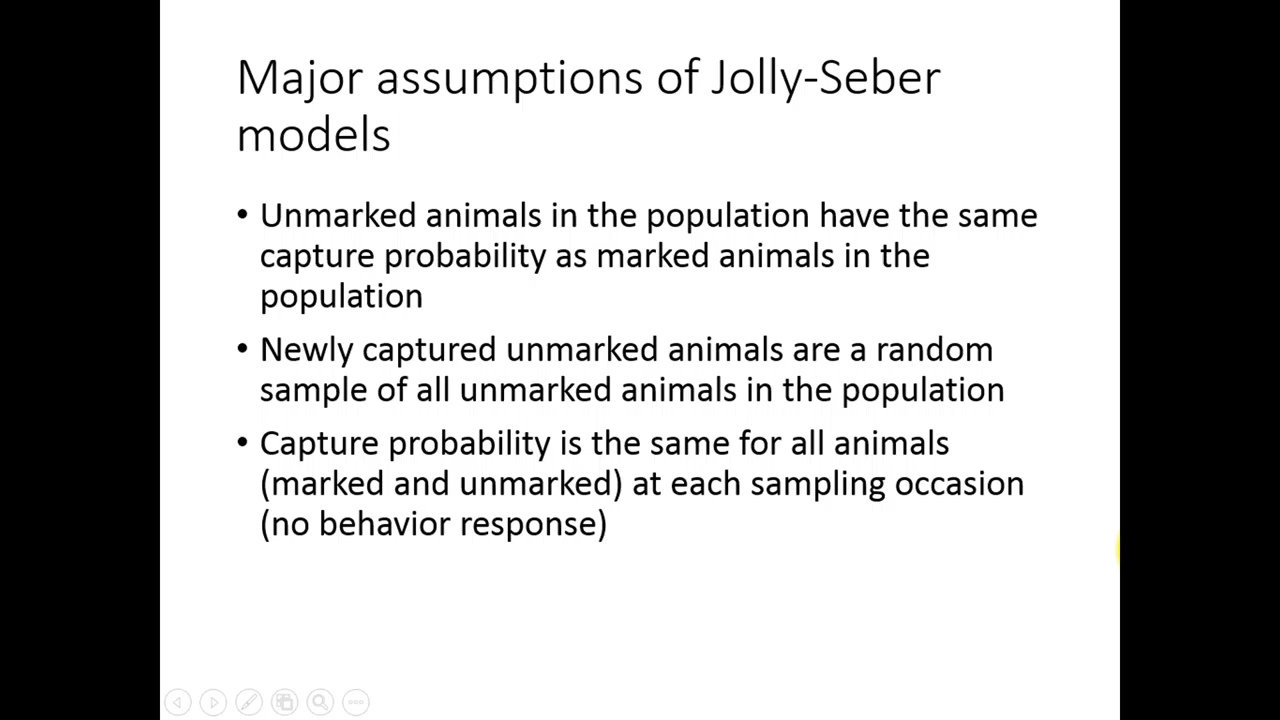 Major assumptions of Jolly-Seber
models
• Unmarked animals in the population have the same
capture probability as marked animals in the
population
• Newly captured unmarked animals are a random
sample of all unmarked animals in the population
• Capture probability is the same for all animals
(marked and unmarked) at each sampling occasion
(no behavior response)